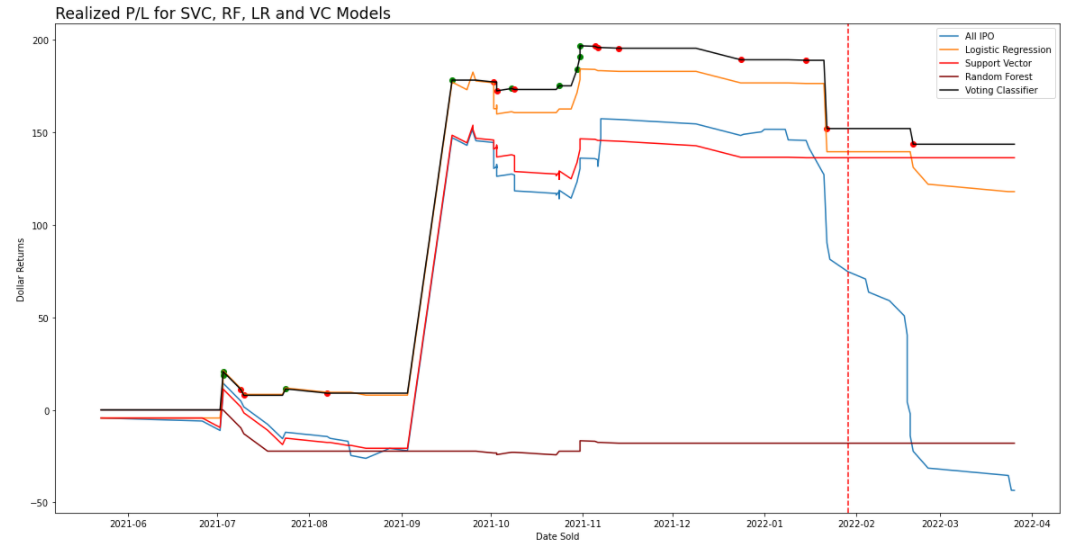 Realized P/L for SVC, RF, LR and VC Models
All IPO
Logistic Regression
Support Vector
Random Forest
Voting Classifier
Dollar Returns
200
150
100
50
0
−50
2021-06 2021-07 2021-08 2021-09 2021-10 2021-11 2021-12 2022-01 2022-02 2022-03 2022-04
Date Sold